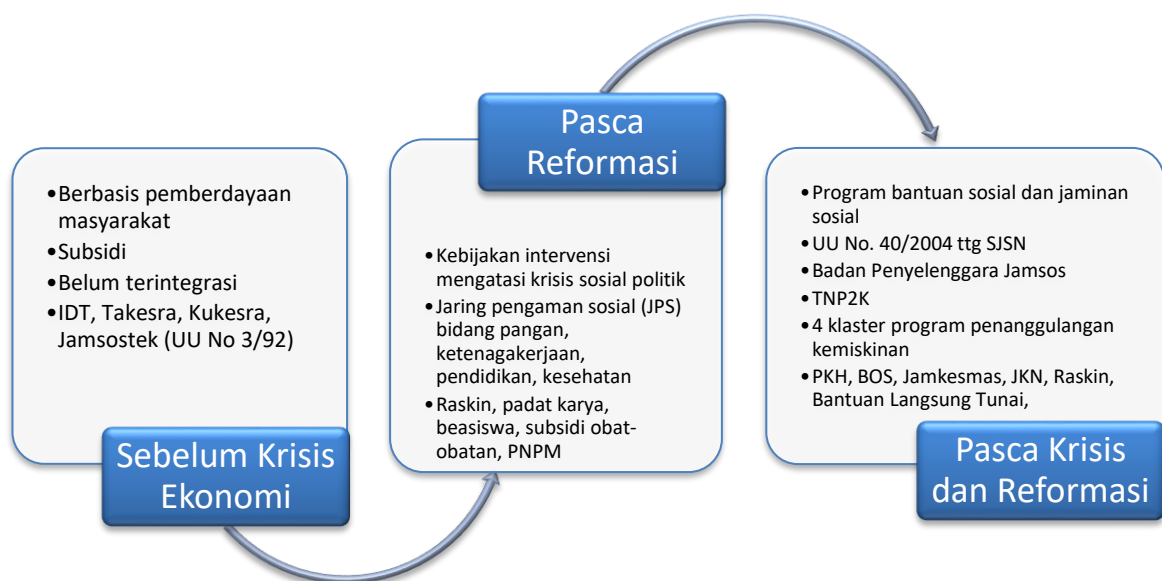 •Berbasis pemberdayaan
masyarakat
•Subsidi
•Belum terintegrasi
•IDT, Takesra, Kukesra,
Jamsostek (UU No 3/92)
Sebelum Krisis
Ekonomi
Pasca
Reformasi
•Kebijakan intervensi
mengatasi krisis sosial politik
•Jaring pengaman sosial (JPS)
bidang pangan,
ketenagakerjaan,
pendidikan, kesehatan
•Raskin, padat karya,
beasiswa, subsidi obat-
obatan, PNPM
•Program bantuan sosial dan jaminan
sosial
•UU No. 40/2004 ttg SJSN
•Badan Penyelenggara Jamsos
•TNP2K
•4 klaster program penanggulangan
kemiskinan
•PKH, BOS, Jamkesmas, JKN, Raskin,
Bantuan Langsung Tunai,
Pasca Krisis
dan Reformasi